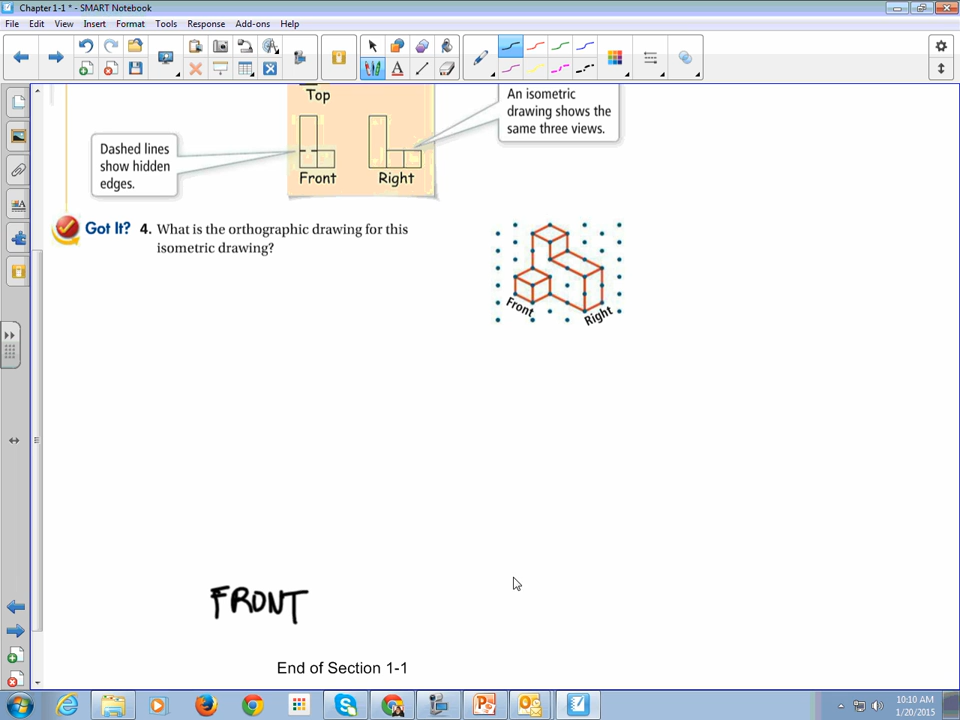 Chapter 1-1 * - SMART Notebook
File Edit View Insert Format Tools Response Add-ons Help
Top
An isometric
drawing shows the
same three views.
Dashed lines
show hidden
edges.
Front
Right
Got It? 4. What is the orthographic drawing for this
isometric drawing?
Front
Right
FRONT
End of Section 1-1
10:10 AM
1/20/2015